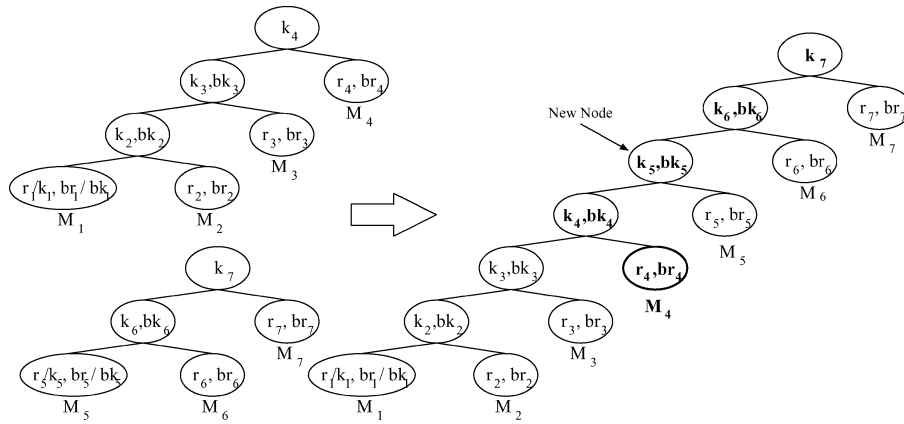 k4
k3,bk3
r4, br4
M4
k2,bk2
r3, br3
M3
r1/k1, br1/bk1
M1
r2, br2
M2
k7
k6,bk6
r7, br7
M7
r5/k5, br5/bk5
M5
r6, br6
M6
k7
k6,bk6
r7, br7
M7
New Node
k5,bk5
r6, br6
M6
k4,bk4
r5, br5
M5
k3,bk3
r4,br4
M4
k2,bk2
r3, br3
M3
r1/k1, br1/bk1
M1
r2, br2
M2